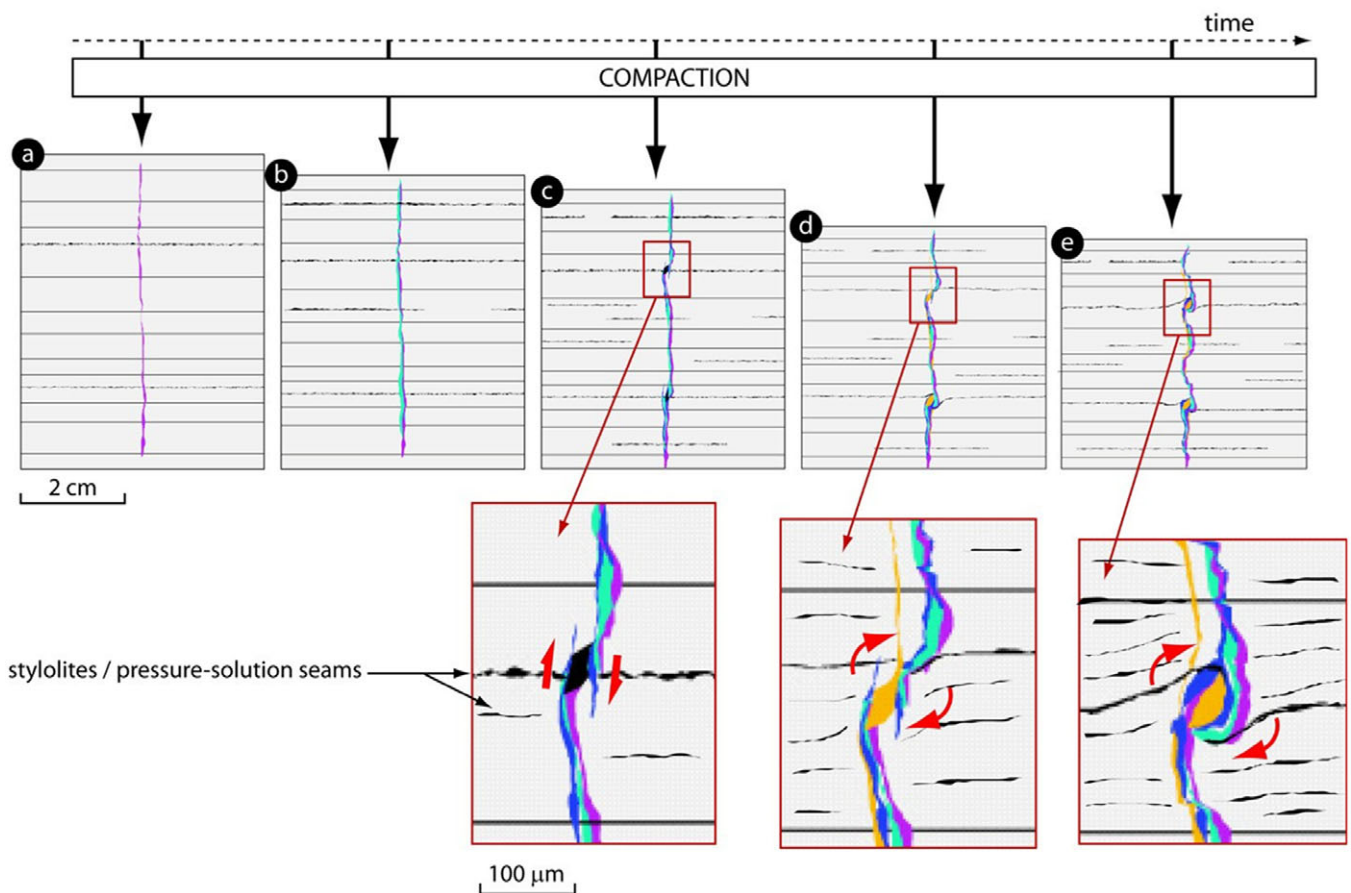 time
COMPACTION
a
b
c
d
e
2 cm
stylolites / pressure-solution seams
100 µm